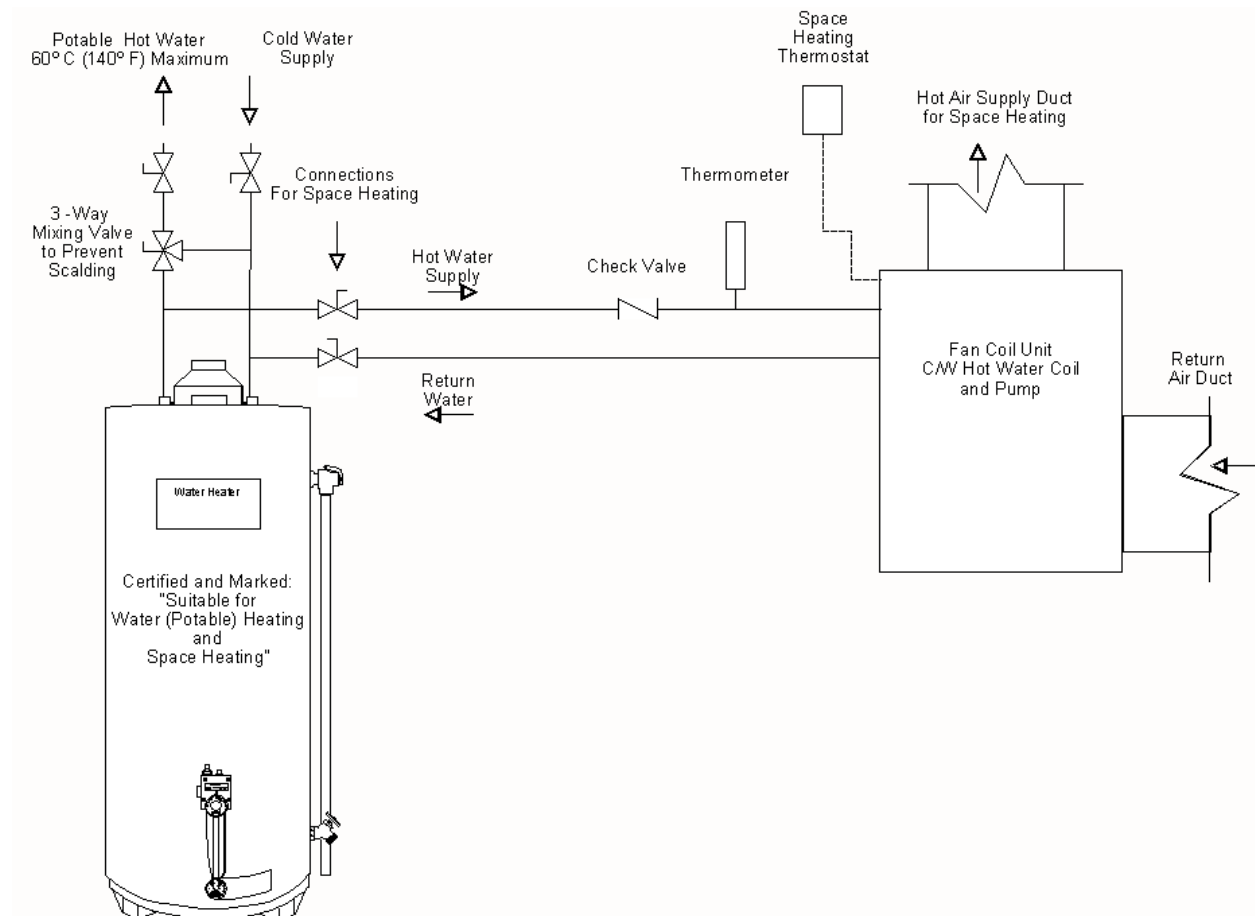 Potable Hot Water
60° C (140° F) Maximum
Cold Water
Supply
Space
Heating
Thermostat
Hot Air Supply Duct
for Space Heating
Connections
For Space Heating
Thermometer
3 -Way
Mixing Valve
to Prevent
Scalding
Hot Water
Supply
Check Valve
Fan Coil Unit
C/W Hot Water Coil
and Pump
Return
Air Duct
Return
Water
Water Heater
Certified and Marked:
"Suitable for
Water (Potable) Heating
and
Space Heating"